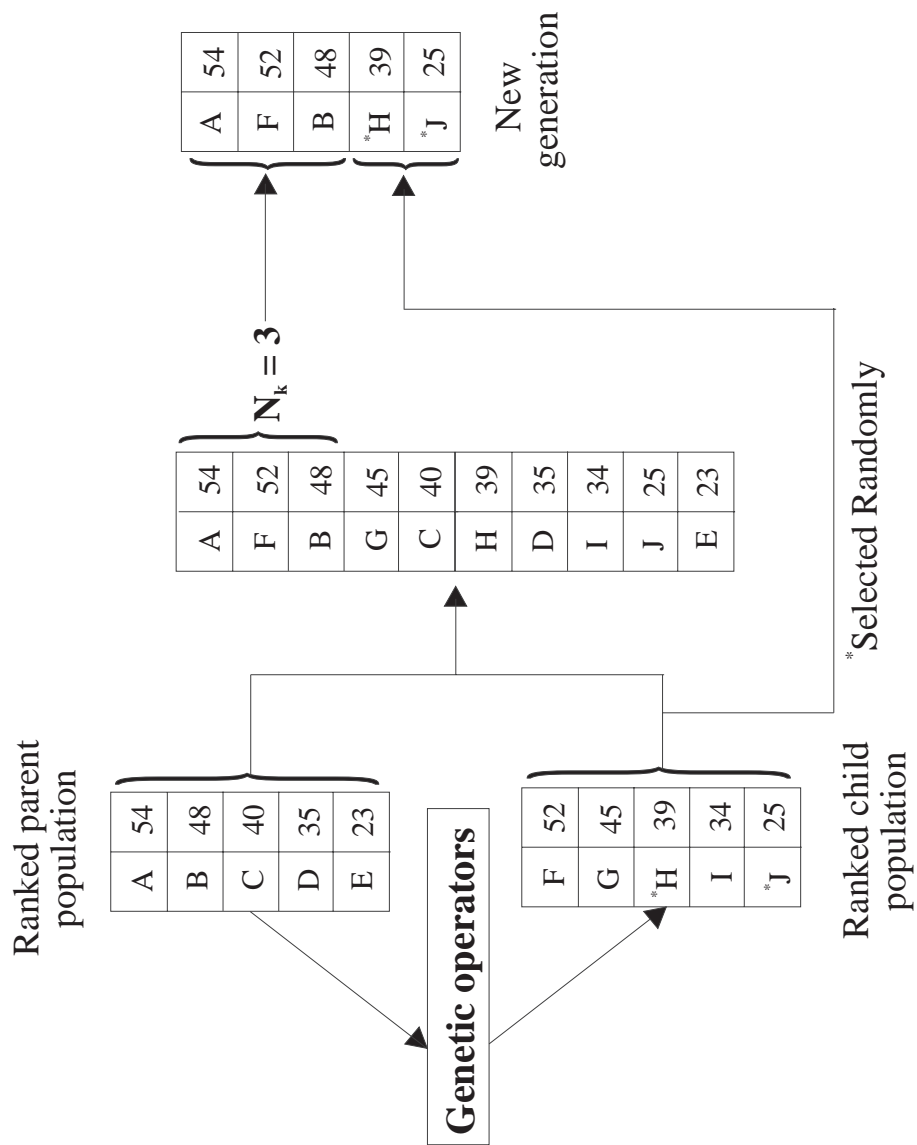 Ranked parent
population
A 54
B 48
C 40
D 35
E 23
Genetic operators
Ranked child
population
F 52
G 45
*H 39
I 34
*J 25
A 54
F 52
B 48
G 45
C 40
H 39
D 35
I 34
J 25
E 23
Nₖ = 3
*Selected Randomly
A 54
F 52
B 48
*H 39
*J 25
New
generation